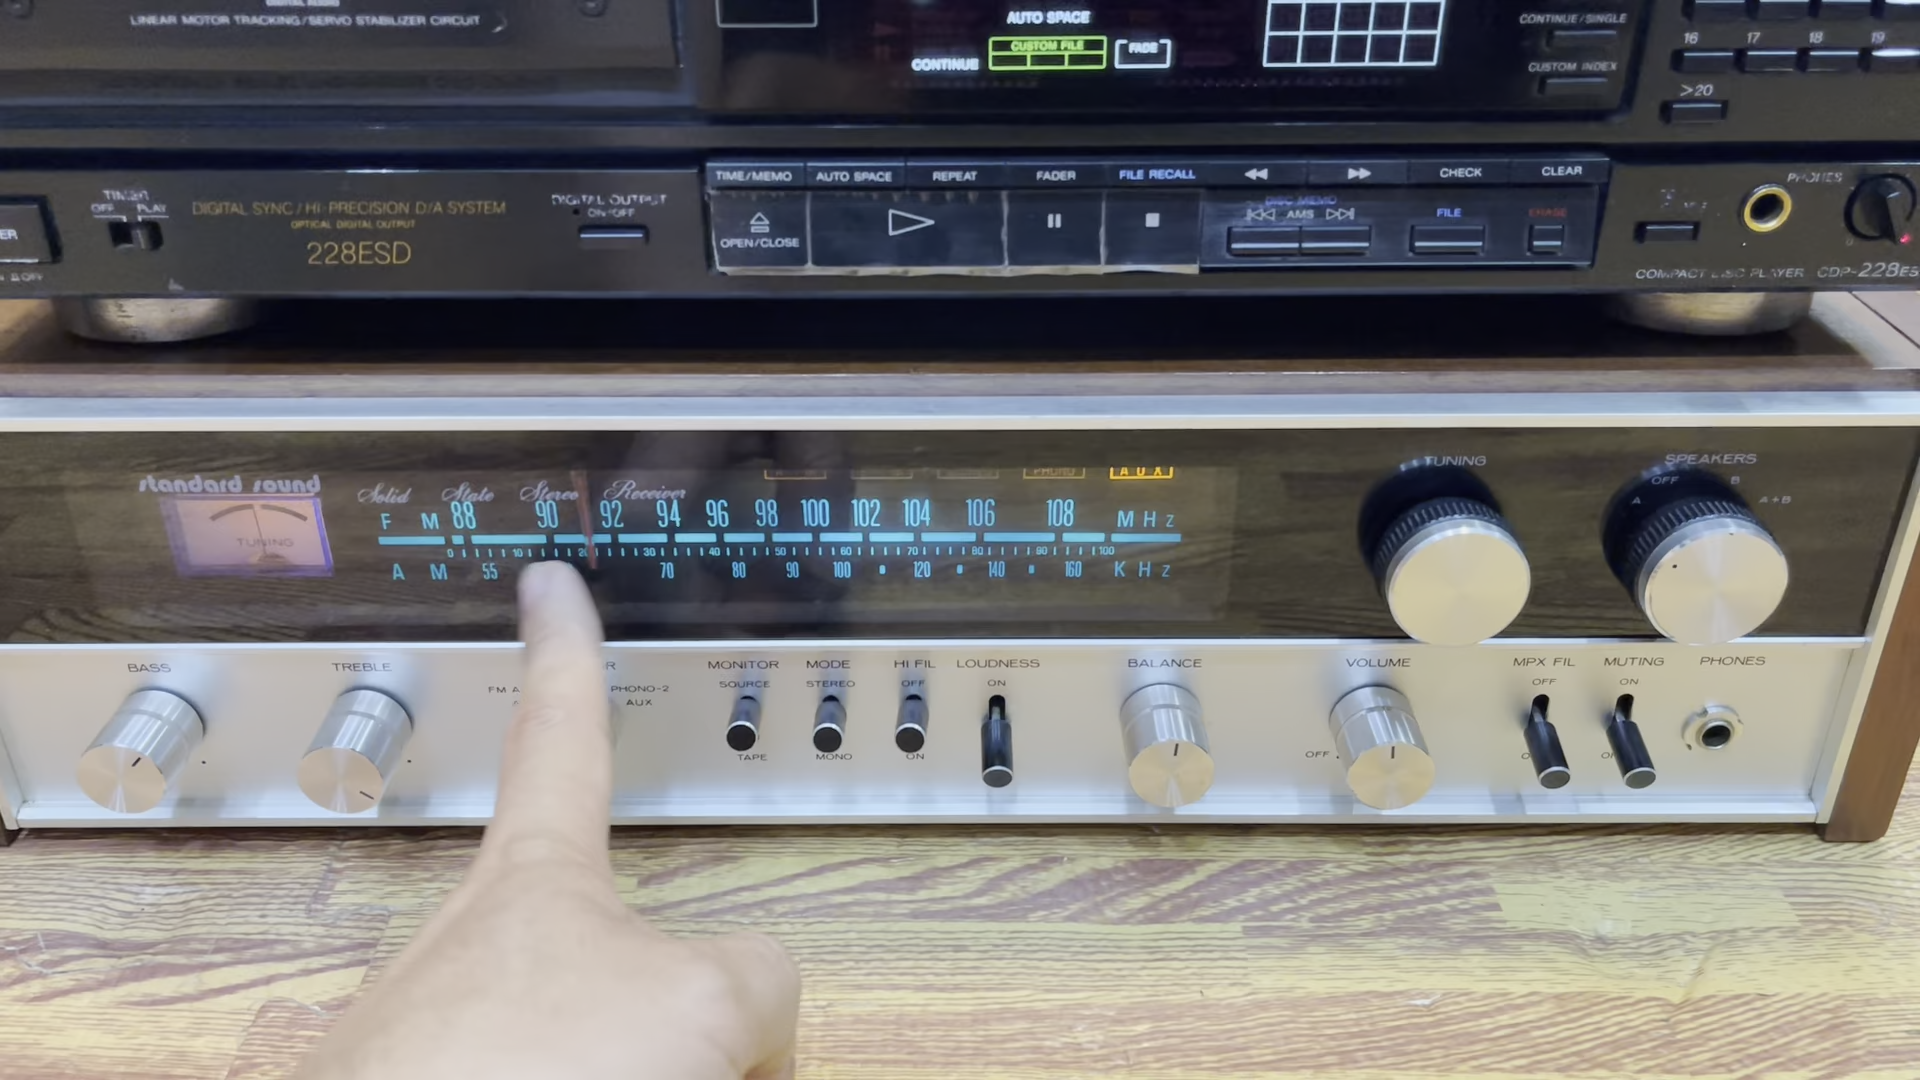 LINEAR MOTOR TRACKING/SERVO STABILIZER CIRCUIT
AUTO SPACE
CONTINUE
CUSTOM FILE
FADE
CONTINUE/SINGLE
CUSTOM INDEX
16 17 18 19
>20
OFF PLAY
DIGITAL SYNC/HI-PRECISION D/A SYSTEM
OPTICAL DIGITAL OUTPUT
228ESD
DIGITAL OUTPUT
ON/OFF
TIME/MEMO AUTO SPACE REPEAT FADER FILE RECALL CHECK CLEAR
OPEN/CLOSE
DISC MEMO
AMS
FILE
ERASE
PHONES
COMPACT DISC PLAYER CDP-228ES
standard sound
TUNING
Solid State Stereo Receiver
PHONO
AUX
F M 88 90 92 94 96 98 100 102 104 106 108 MHz
0 10 20 30 40 50 60 70 80 90 100
A M 55 70 80 90 100 120 140 160 KHz
TUNING
SPEAKERS
OFF
A B A+B
BASS
TREBLE
FM A
PHONO-2
AUX
MONITOR
SOURCE
TAPE
MODE
STEREO
MONO
HI FIL
OFF
ON
LOUDNESS
ON
BALANCE
VOLUME
OFF
MPX FIL
OFF
MUTING
ON
PHONES